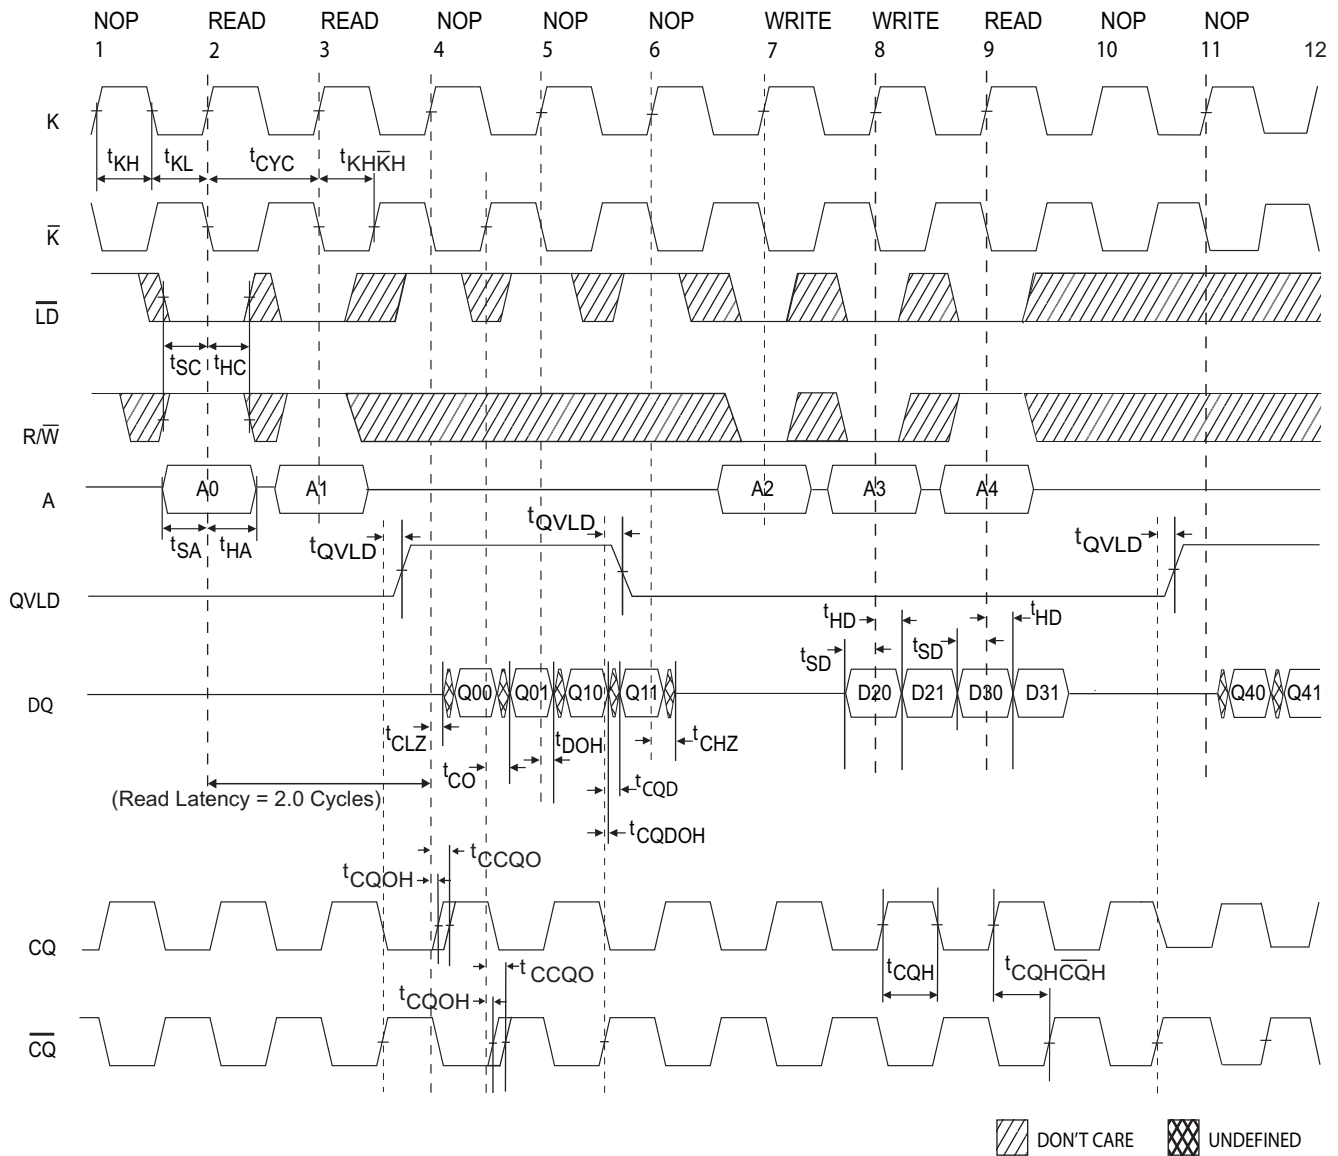 NOP READ READ NOP NOP NOP WRITE WRITE READ NOP NOP
1 2 3 4 5 6 7 8 9 10 11 12
K
tKH tKL tCYC tKHK̅H
K̅
L̅D̅
tSC tHC
R/W̅
A A0 A1 A2 A3 A4
tSA tHA tQVLD tQVLD tQVLD
QVLD
tHD tHD
tSD tSD
DQ Q00 Q01 Q10 Q11 D20 D21 D30 D31 Q40 Q41
tCLZ tDOH tCHZ
tCO tCQD
(Read Latency = 2.0 Cycles)
tCQDOH
tCCQO
tCQOH
CQ
tCCQO tCQH tCQHC̅Q̅H
tCQOH
C̅Q̅
DON'T CARE UNDEFINED